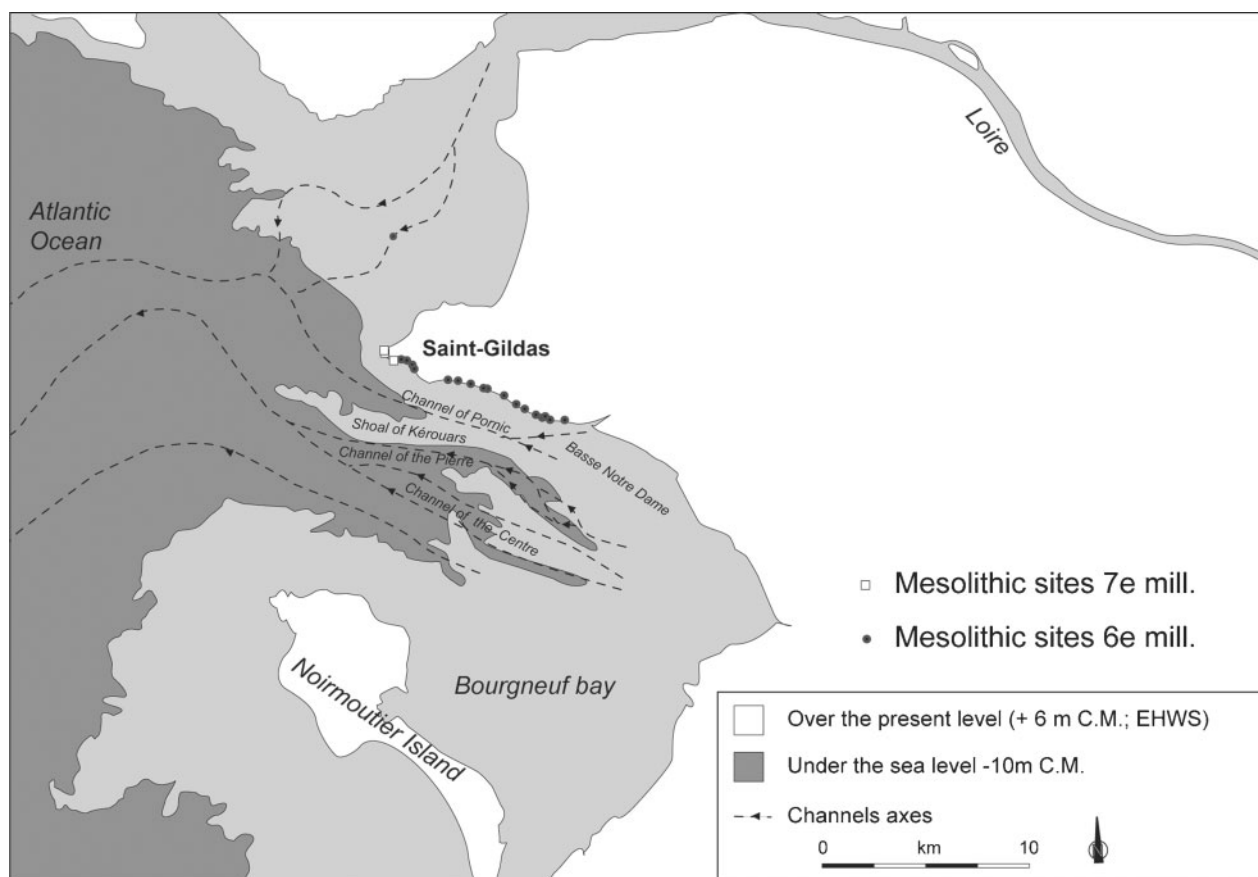 Loire
Atlantic
Ocean
Saint-Gildas
Channel of Pornic
Shoal of Kérouars
Channel of the Pierre
Basse Notre Dame
Channel of the Centre
Mesolithic sites 7e mill.
Mesolithic sites 6e mill.
Noirmoutier Island
Bourgneuf bay
Over the present level (+ 6 m C.M.; EHWS)
Under the sea level -10m C.M.
Channels axes
0 km 10
N